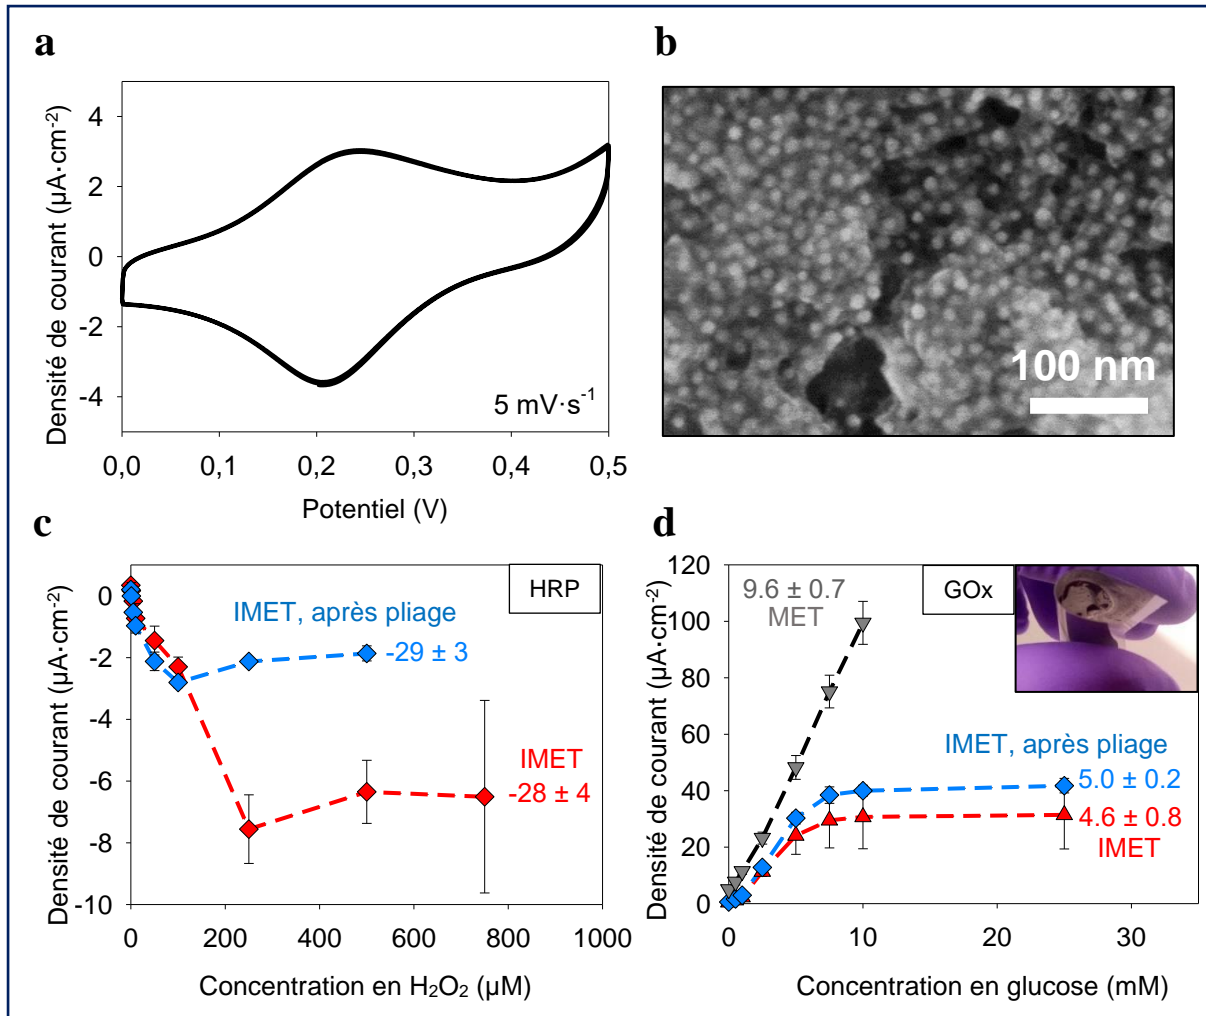 a
Densité de courant (µA·cm⁻²)
4
2
0
-2
-4
5 mV·s⁻¹
0,0 0,1 0,2 0,3 0,4 0,5
Potentiel (V)
b
100 nm
c
Densité de courant (µA·cm⁻²)
0
-2
-4
-6
-8
-10
HRP
IMET, après pliage
-29 ± 3
IMET
-28 ± 4
0 200 400 600 800 1000
Concentration en H₂O₂ (µM)
d
Densité de courant (µA·cm⁻²)
120
100
80
60
40
20
0
9.6 ± 0.7
MET
GOx
IMET, après pliage
5.0 ± 0.2
4.6 ± 0.8
IMET
0 10 20 30
Concentration en glucose (mM)